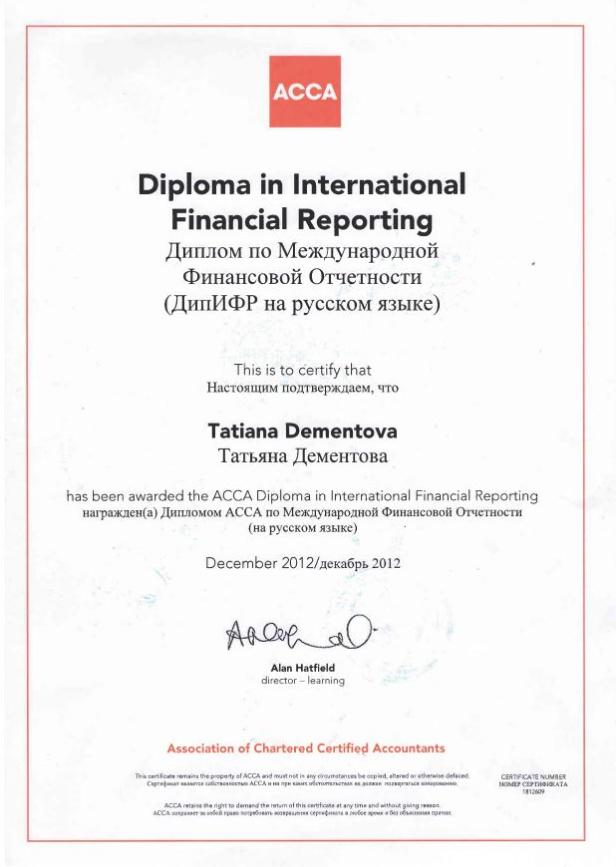 ACCA
Diploma in International
Financial Reporting
Диплом по Международной
Финансовой Отчетности
(ДипИФР на русском языке)
This is to certify that
Настоящим подтверждаем, что
Tatiana Dementova
Татьяна Дементова
has been awarded the ACCA Diploma in International Financial Reporting
награжден(а) Дипломом АССА по Международной Финансовой Отчетности
(на русском языке)
December 2012/декабрь 2012
Alan Hatfield
director – learning
Association of Chartered Certified Accountants
This certificate remains the property of ACCA and must not in any circumstances be copied, altered or otherwise defaced.
Сертификат является собственностью АССА и ни при каких обстоятельствах не должен подвергаться копированию.
ACCA retains the right to demand the return of this certificate at any time and without giving reason.
АССА сохраняет за собой право потребовать возвращения сертификата в любое время и без объяснения причин.
CERTIFICATE NUMBER
НОМЕР СЕРТИФИКАТА
1812609